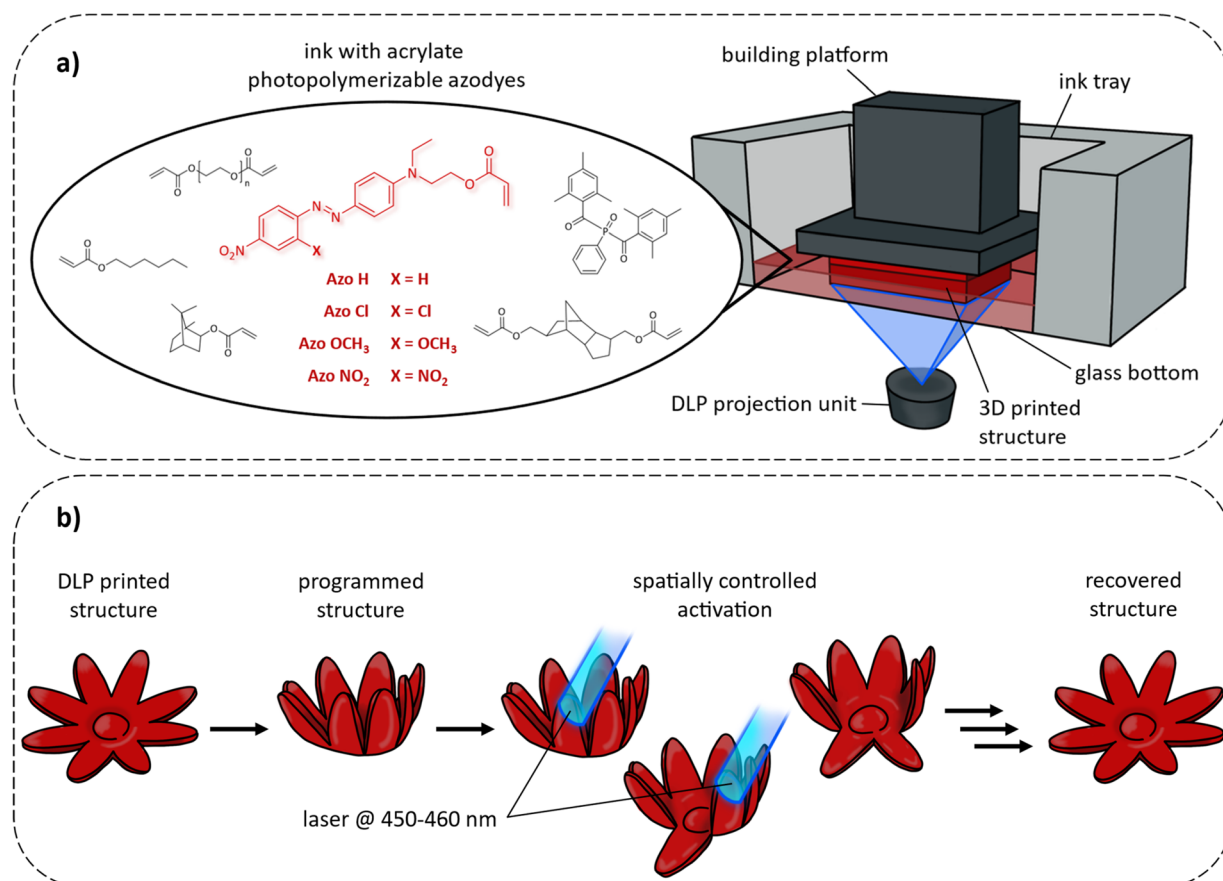 a)
ink with acrylate
photopolymerizable azodyes
building platform
ink tray
O
O
O
n
O
O
N
O
O
N
N
O₂N
X
O
O
O
O
P
O
O
O
O
O
O
O
Azo H X = H
Azo Cl X = Cl
Azo OCH₃ X = OCH₃
Azo NO₂ X = NO₂
glass bottom
DLP projection unit
3D printed
structure
b)
DLP printed
structure
programmed
structure
spatially controlled
activation
recovered
structure
laser @ 450-460 nm